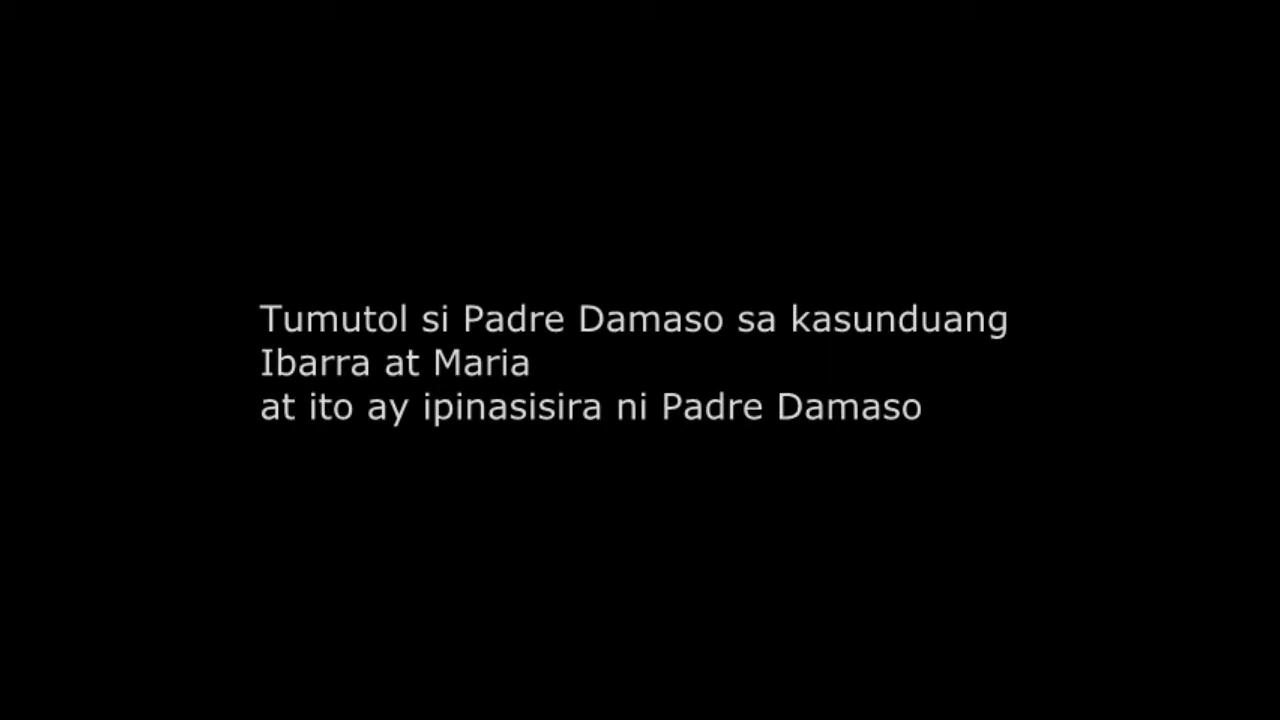 Tumutol si Padre Damaso sa kasunduang
Ibarra at Maria
at ito ay ipinasisira ni Padre Damaso